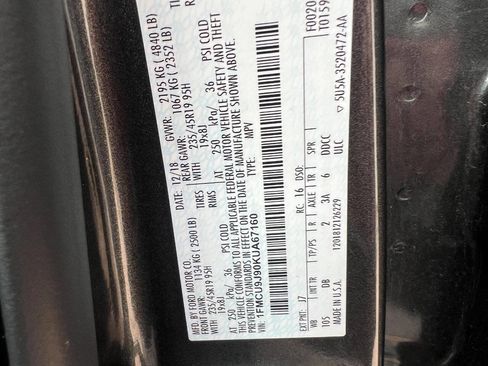 MFD. BY FORD MOTOR CO.
DATE: 12/18 GVWR: 2195 KG ( 4840 LB)
FRONT GAWR: 1134 KG ( 2500 LB) REAR GAWR: 1067 KG ( 2352 LB)
WITH 235/45R19 95H TIRES WITH 235/45R19 95H
19x8J RIMS 19x8J
AT 250 kPa/ 36 PSI COLD AT 250 kPa/ 36 PSI COLD
THIS VEHICLE CONFORMS TO ALL APPLICABLE FEDERAL MOTOR VEHICLE SAFETY AND THEFT
PREVENTION STANDARDS IN EFFECT ON THE DATE OF MANUFACTURE SHOWN ABOVE.
VIN: 1FMCU9J90KUA67160
TYPE: MPV
F0020
T0159
EXT PNT: J7 RC: 16 DSO:
WB INT TR TP/PS R AXLE TR SPR
105 DB 2 3A 6 DDCC
T201812126229 ULC
MADE IN U.S.A.
5U5A-3520472-AA